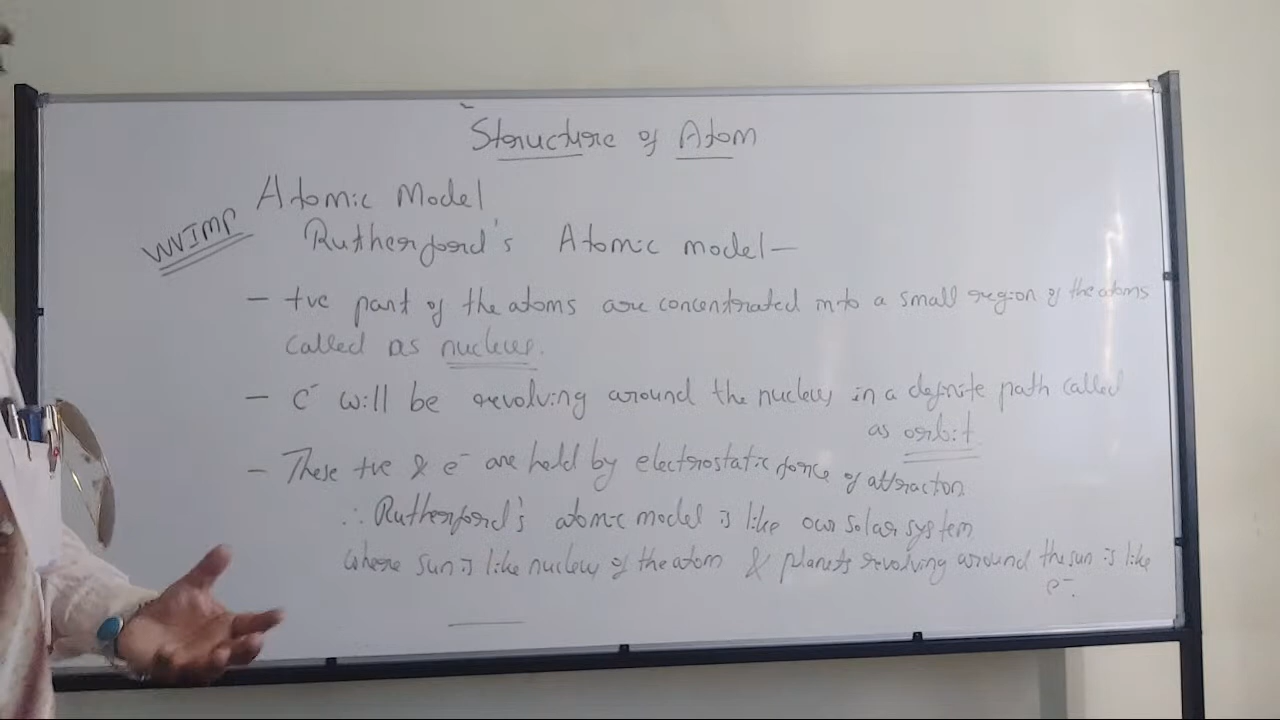 Structure of Atom
Atomic Model
WVIMP
Rutherford's Atomic model-
- +ve part of the atoms are concentrated into a small region of the atoms
called as nucleus.
- e⁻ will be revolving around the nucleus in a definite path called
as orbit
- These +ve & e⁻ are held by electrostatic force of attraction
∴ Rutherford's atomic model is like our solar system
where sun is like nucleus of the atom & planets revolving around the sun is like
e⁻.